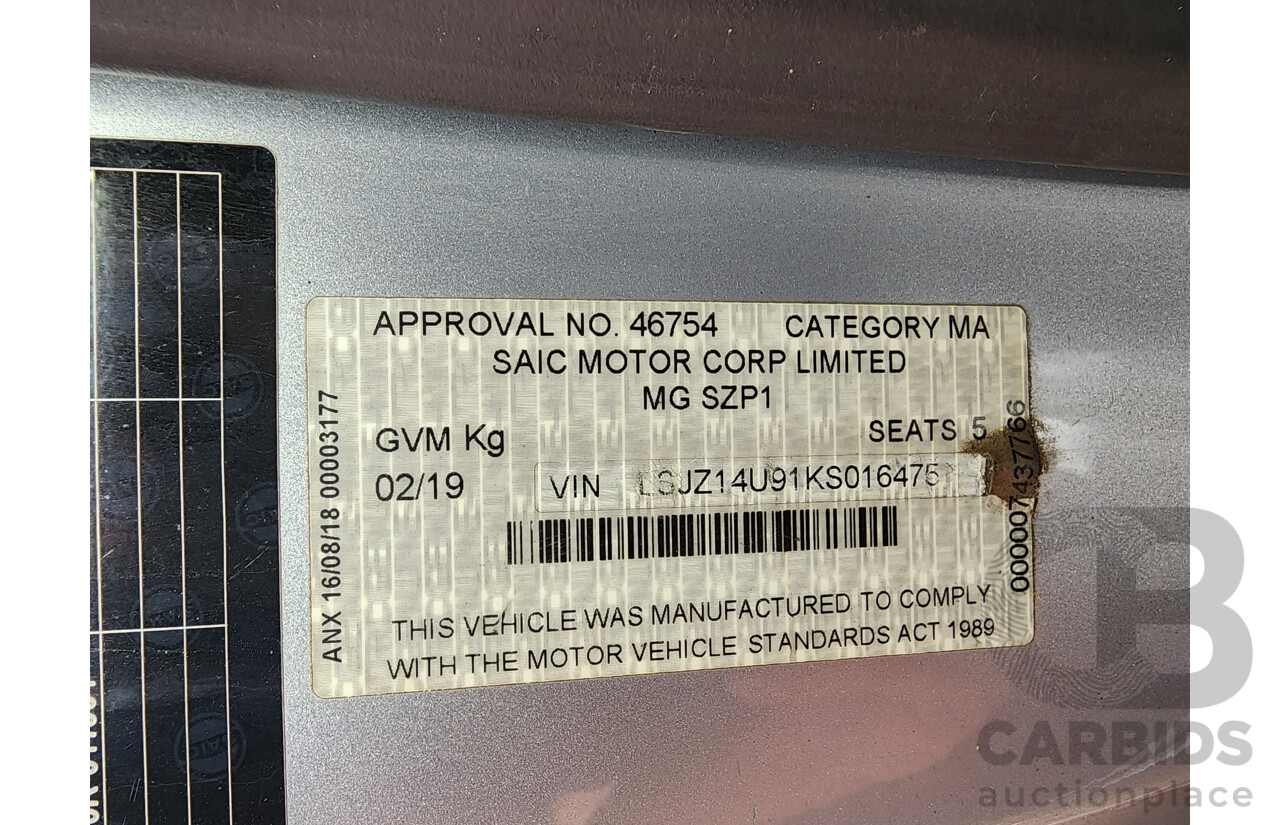 APPROVAL NO. 46754 CATEGORY MA
SAIC MOTOR CORP LIMITED
MG SZP1
GVM Kg SEATS 5
02/19 VIN LSJZ14U91KS016475
THIS VEHICLE WAS MANUFACTURED TO COMPLY
WITH THE MOTOR VEHICLE STANDARDS ACT 1989
ANX 16/08/18 0003177
000007437766
SAIC
CARBIDS
auctionplace